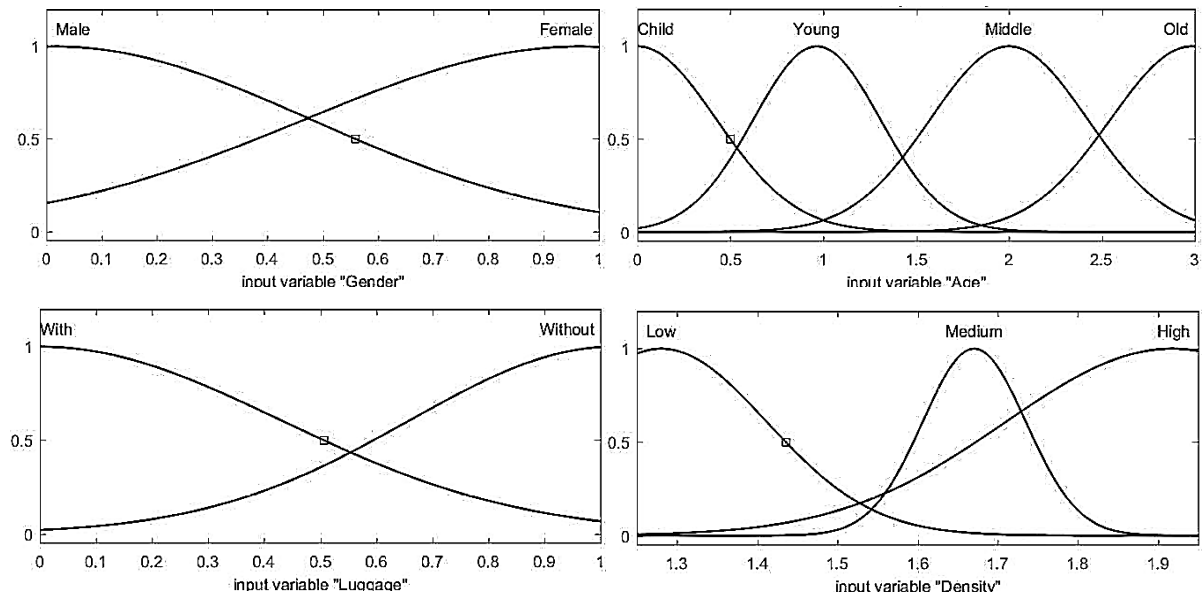 Male Female
1
0.5
0
0 0.1 0.2 0.3 0.4 0.5 0.6 0.7 0.8 0.9 1
input variable "Gender"
Child Young Middle Old
1
0.5
0
0 0.5 1 1.5 2 2.5 3
input variable "Age"
With Without
1
0.5
0
0 0.1 0.2 0.3 0.4 0.5 0.6 0.7 0.8 0.9 1
input variable "Luggage"
Low Medium High
1
0.5
0
1.3 1.4 1.5 1.6 1.7 1.8 1.9
input variable "Density"